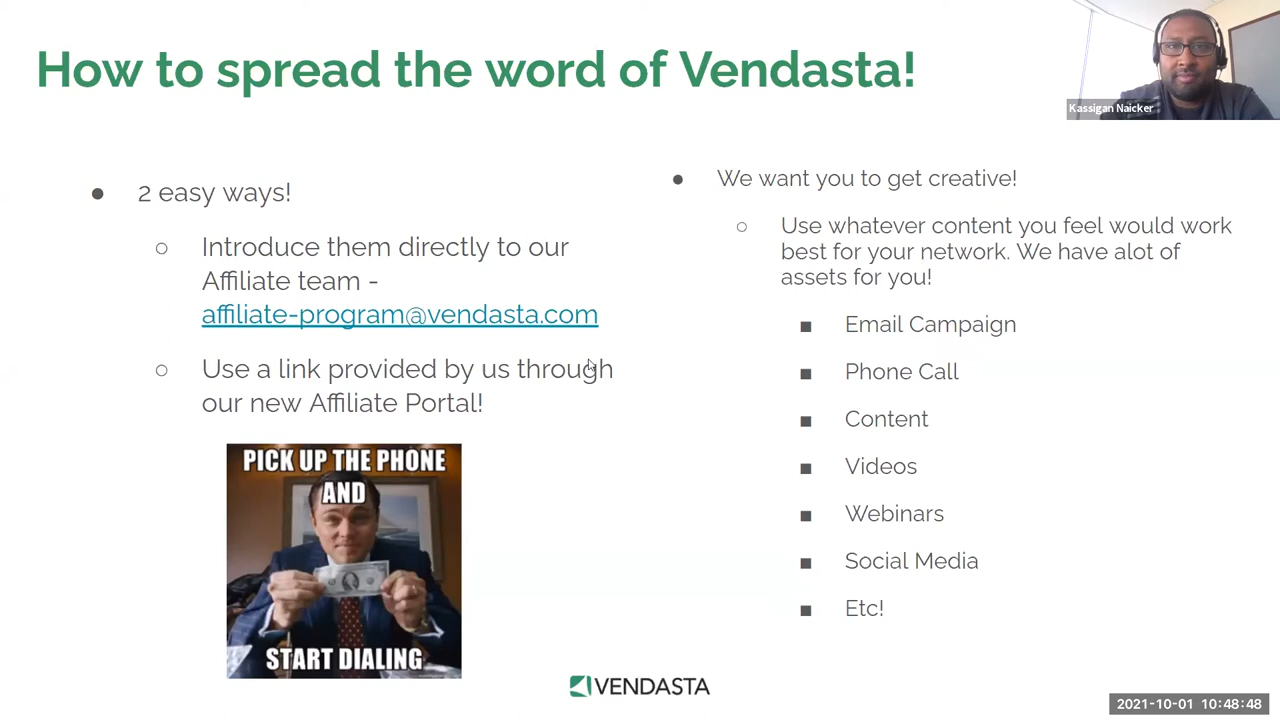 How to spread the word of Vendasta!
Kassigan Naicker
2 easy ways!
Introduce them directly to our
Affiliate team -
affiliate-program@vendasta.com
Use a link provided by us through
our new Affiliate Portal!
PICK UP THE PHONE
AND
START DIALING
We want you to get creative!
Use whatever content you feel would work
best for your network. We have alot of
assets for you!
Email Campaign
Phone Call
Content
Videos
Webinars
Social Media
Etc!
VENDASTA
2021-10-01 10:48:48